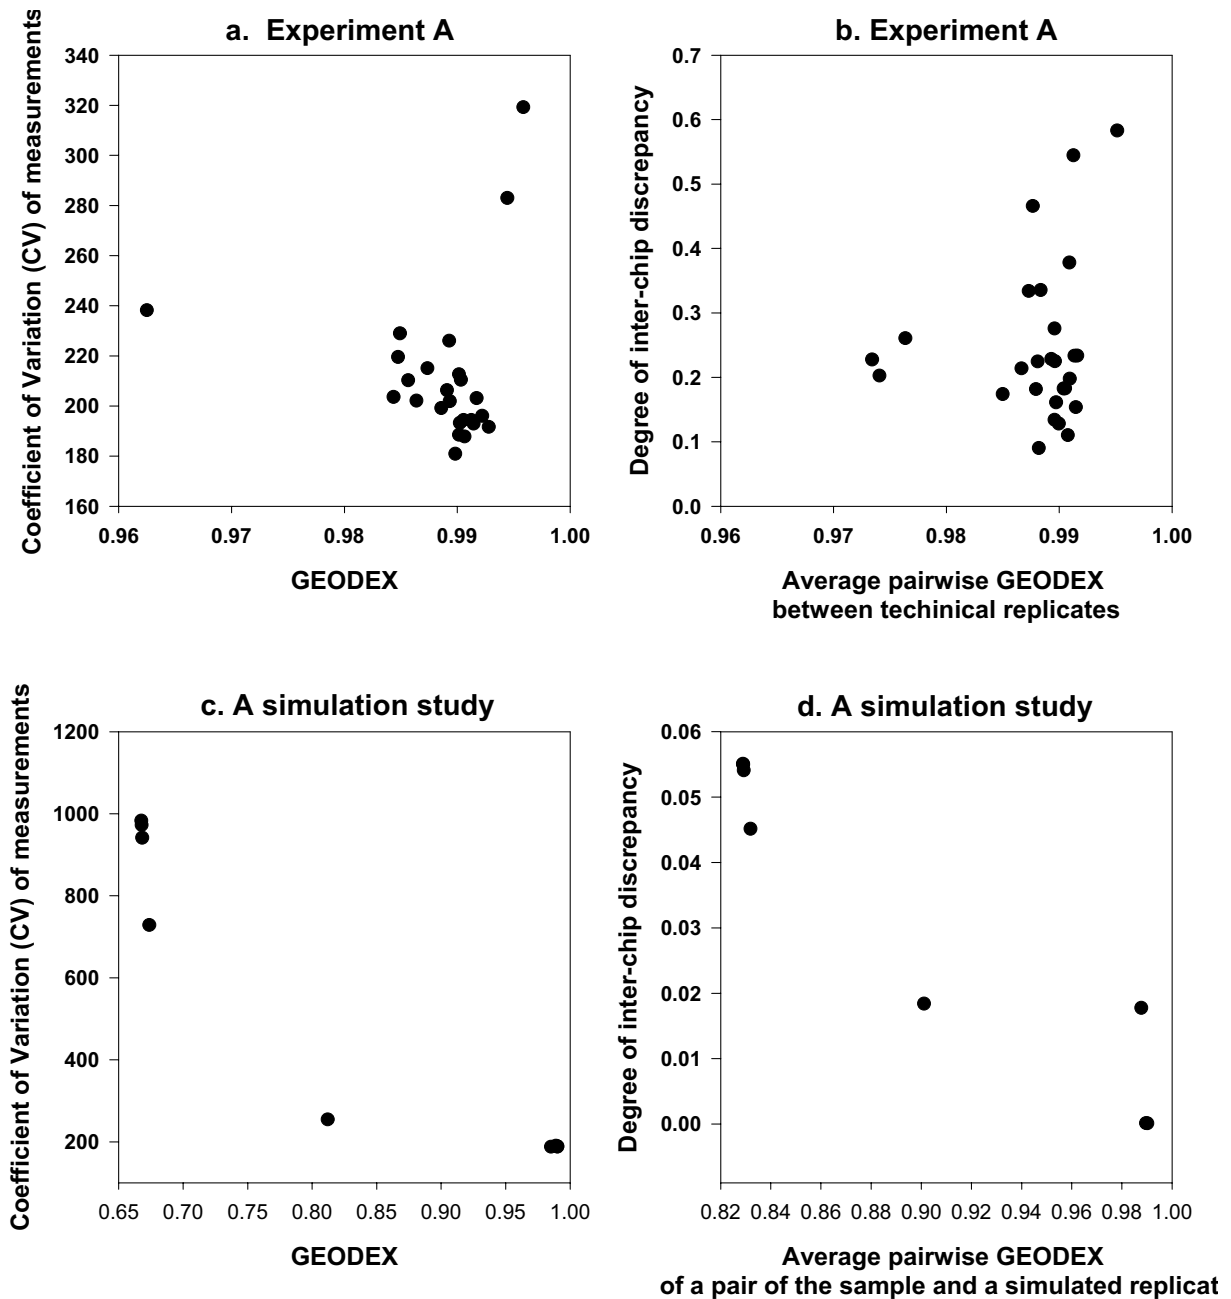 a. Experiment A
Coefficient of Variation (CV) of measurements
340
320
300
280
260
240
220
200
180
160
0.96 0.97 0.98 0.99 1.00
GEODEX
b. Experiment A
Degree of inter-chip discrepancy
0.7
0.6
0.5
0.4
0.3
0.2
0.1
0.0
0.96 0.97 0.98 0.99 1.00
Average pairwise GEODEX
between techinical replicates
c. A simulation study
Coefficient of Variation (CV) of measurements
1200
1000
800
600
400
200
0.65 0.70 0.75 0.80 0.85 0.90 0.95 1.00
GEODEX
d. A simulation study
Degree of inter-chip discrepancy
0.06
0.05
0.04
0.03
0.02
0.01
0.00
0.82 0.84 0.86 0.88 0.90 0.92 0.94 0.96 0.98 1.00
Average pairwise GEODEX
of a pair of the sample and a simulated replicat